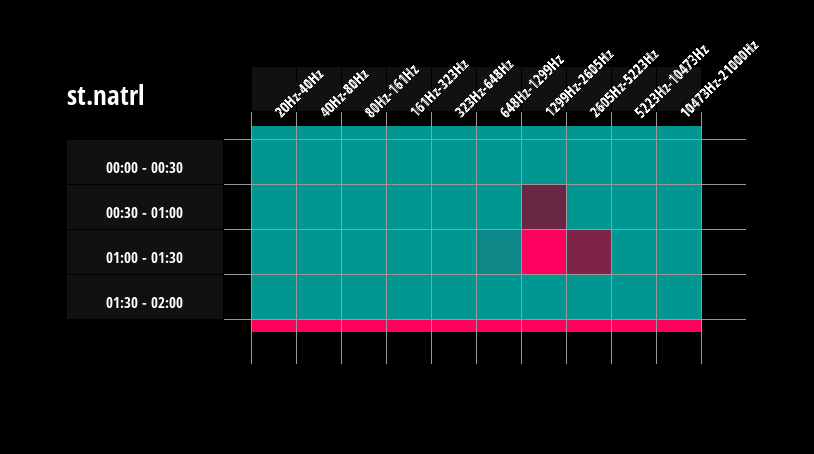 st.natrl
20Hz-40Hz
40Hz-80Hz
80Hz-161Hz
161Hz-323Hz
323Hz-648Hz
648Hz-1299Hz
1299Hz-2605Hz
2605Hz-5223Hz
5223Hz-10473Hz
10473Hz-21000Hz
00:00 - 00:30
00:30 - 01:00
01:00 - 01:30
01:30 - 02:00